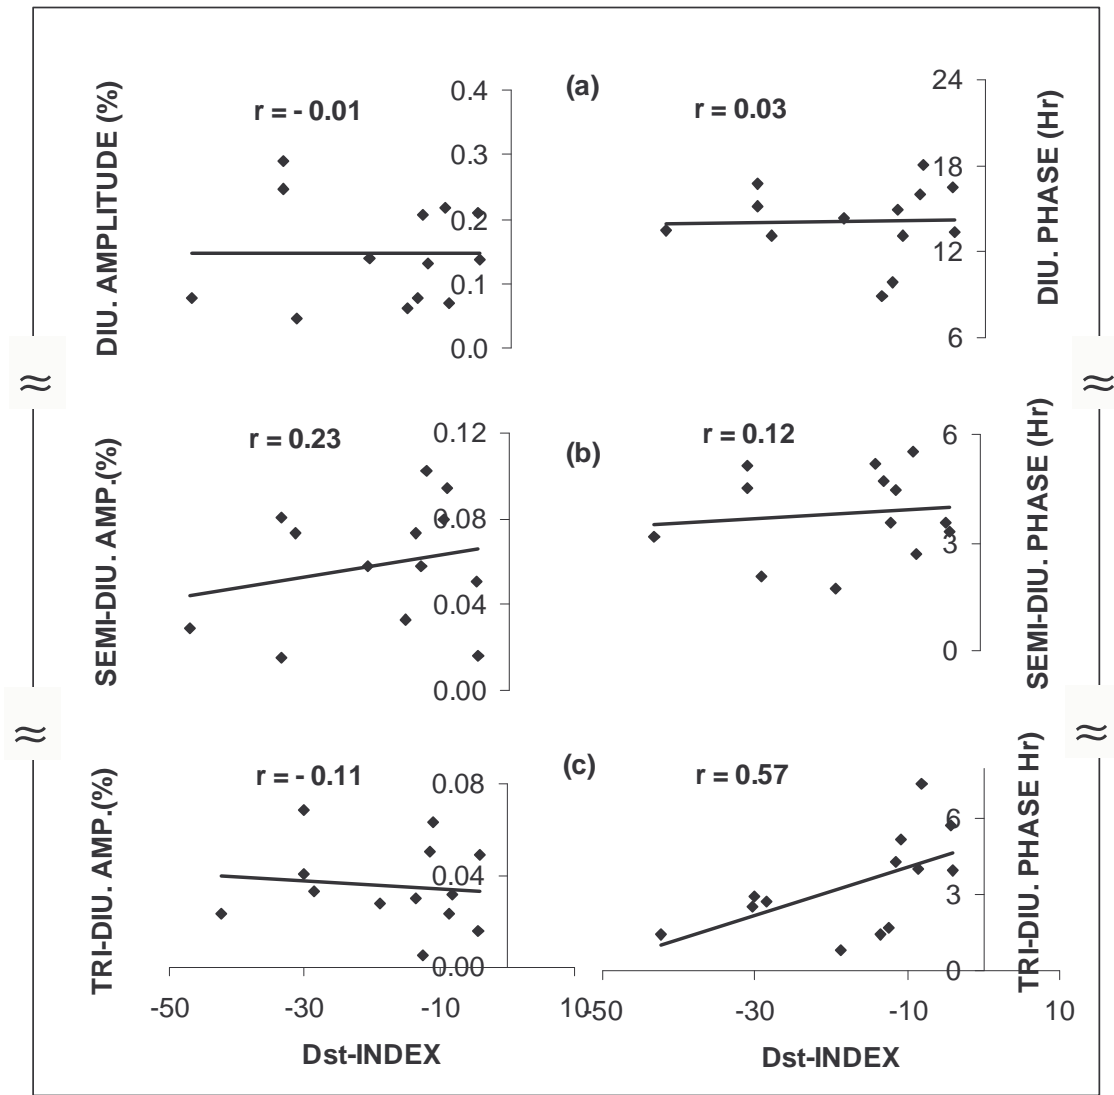 (a)
DIU. AMPLITUDE (%)
r = - 0.01
0.4
0.3
0.2
0.1
0.0
r = 0.03
24
18
12
6
DIU. PHASE (Hr)
≈
≈
(b)
SEMI-DIU. AMP.(%)
r = 0.23
0.12
0.08
0.04
0.00
r = 0.12
6
3
0
SEMI-DIU. PHASE (Hr)
≈
≈
(c)
TRI-DIU. AMP.(%)
r = - 0.11
0.08
0.04
0.00
r = 0.57
6
3
0
TRI-DIU. PHASE Hr)
-50 -30 -10 10
-50 -30 -10 10
Dst-INDEX
Dst-INDEX